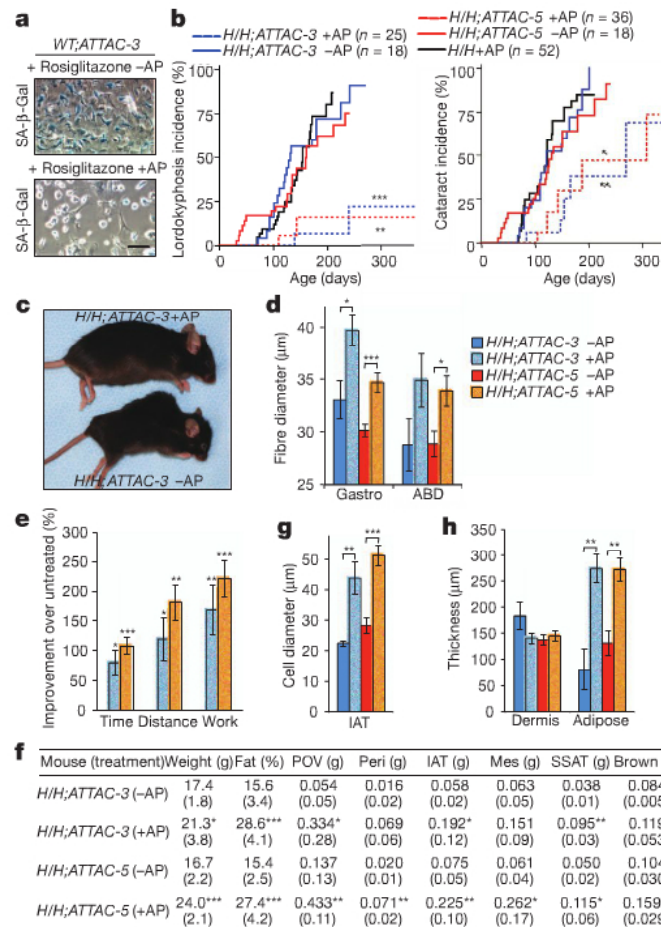 a
WT;ATTAC-3
+ Rosiglitazone –AP
SA-β-Gal
+ Rosiglitazone +AP
SA-β-Gal
b
H/H;ATTAC-3 +AP (n = 25)
H/H;ATTAC-3 –AP (n = 18)
H/H;ATTAC-5 +AP (n = 36)
H/H;ATTAC-5 –AP (n = 18)
H/H+AP (n = 52)
Lordokyphosis incidence (%)
100
75
50
25
0
0 100 200 300
Age (days)
***
**
Cataract incidence (%)
100
75
50
25
0
0 100 200 300
Age (days)
*
**
c
H/H;ATTAC-3+AP
H/H;ATTAC-3 –AP
d
Fibre diameter (μm)
40
35
30
25
* *** *
Gastro ABD
H/H;ATTAC-3 –AP
H/H;ATTAC-3 +AP
H/H;ATTAC-5 –AP
H/H;ATTAC-5 +AP
e
Improvement over untreated (%)
300
250
200
150
100
50
0
* *** * ** ** ***
Time Distance Work
g
Cell diameter (μm)
50
40
30
20
10
0
** ***
IAT
h
Thickness (μm)
350
300
250
200
150
100
50
0
** **
Dermis Adipose
f
Mouse (treatment) Weight (g) Fat (%) POV (g) Peri (g) IAT (g) Mes (g) SSAT (g) Brown
H/H;ATTAC-3 (–AP) 17.4 15.6 0.054 0.016 0.058 0.063 0.038 0.084
(1.8) (3.4) (0.05) (0.02) (0.02) (0.05) (0.01) (0.005
H/H;ATTAC-3 (+AP) 21.3* 28.6*** 0.334* 0.069 0.192* 0.151 0.095** 0.119
(3.8) (4.1) (0.28) (0.06) (0.12) (0.09) (0.03) (0.053
H/H;ATTAC-5 (–AP) 16.7 15.4 0.137 0.020 0.075 0.061 0.050 0.104
(2.2) (2.5) (0.13) (0.01) (0.05) (0.04) (0.02) (0.030
H/H;ATTAC-5 (+AP) 24.0*** 27.4*** 0.433** 0.071** 0.225** 0.262* 0.115* 0.159
(2.1) (4.2) (0.11) (0.02) (0.10) (0.17) (0.06) (0.029